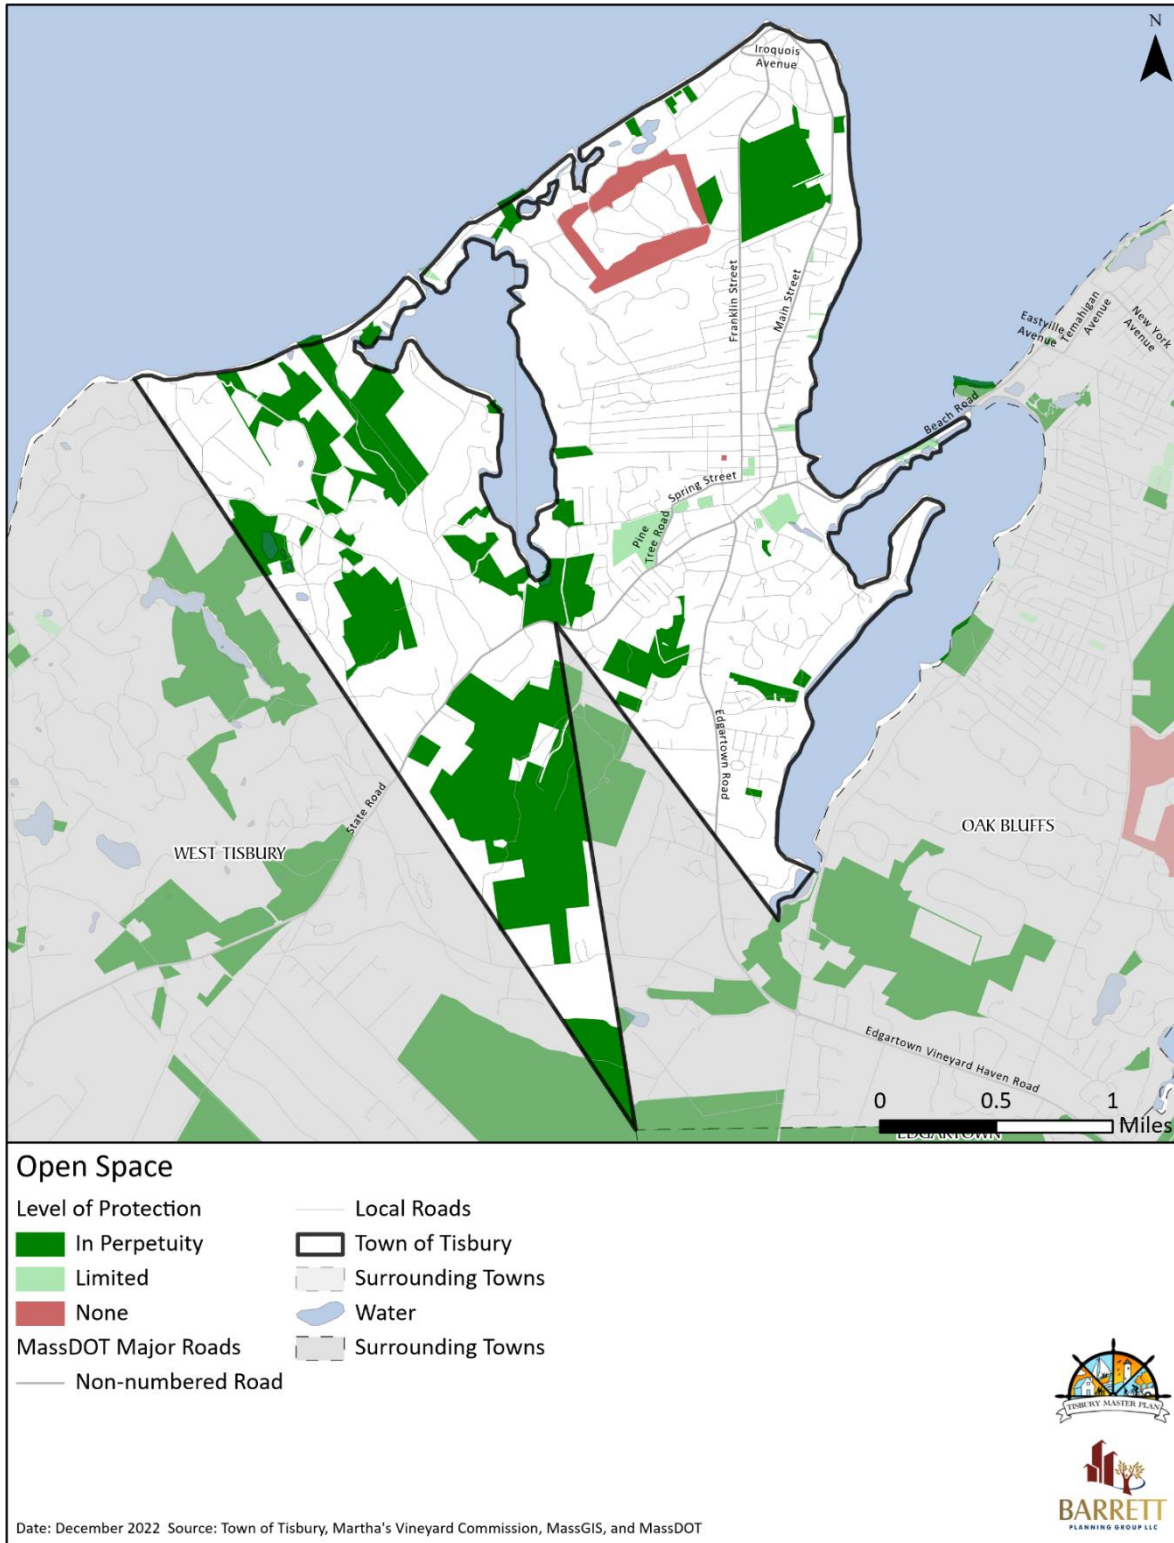 N
Iroquois
Avenue
Franklin Street
Main Street
Eastville
Avenue
Temahigan
Avenue
New York
Avenue
Beach Road
Spring Street
Pine
Tree Road
Edgartown Road
State Road
WEST TISBURY
OAK BLUFFS
Edgartown Vineyard Haven Road
0 0.5 1
Miles
EDGARTOWN
Open Space
Level of Protection
In Perpetuity
Limited
None
MassDOT Major Roads
Non-numbered Road
Local Roads
Town of Tisbury
Surrounding Towns
Water
Surrounding Towns
TISBURY MASTER PLAN
BARRETT
PLANNING GROUP LLC
Date: December 2022 Source: Town of Tisbury, Martha's Vineyard Commission, MassGIS, and MassDOT